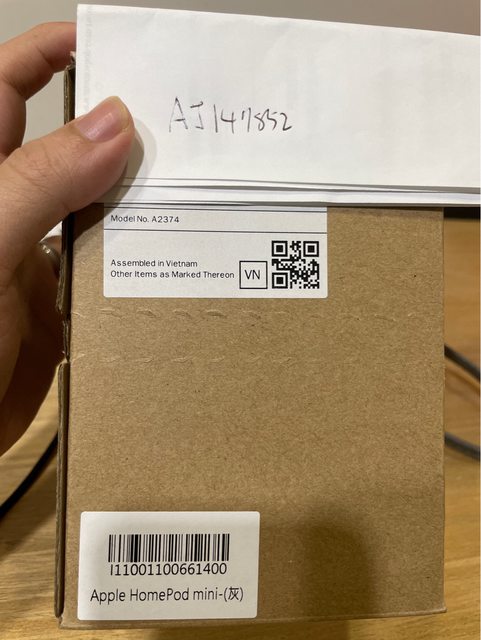 AJ147852
Model No. A2374
Assembled in Vietnam
Other Items as Marked Thereon
VN
I11001100661400
Apple HomePod mini-(灰)